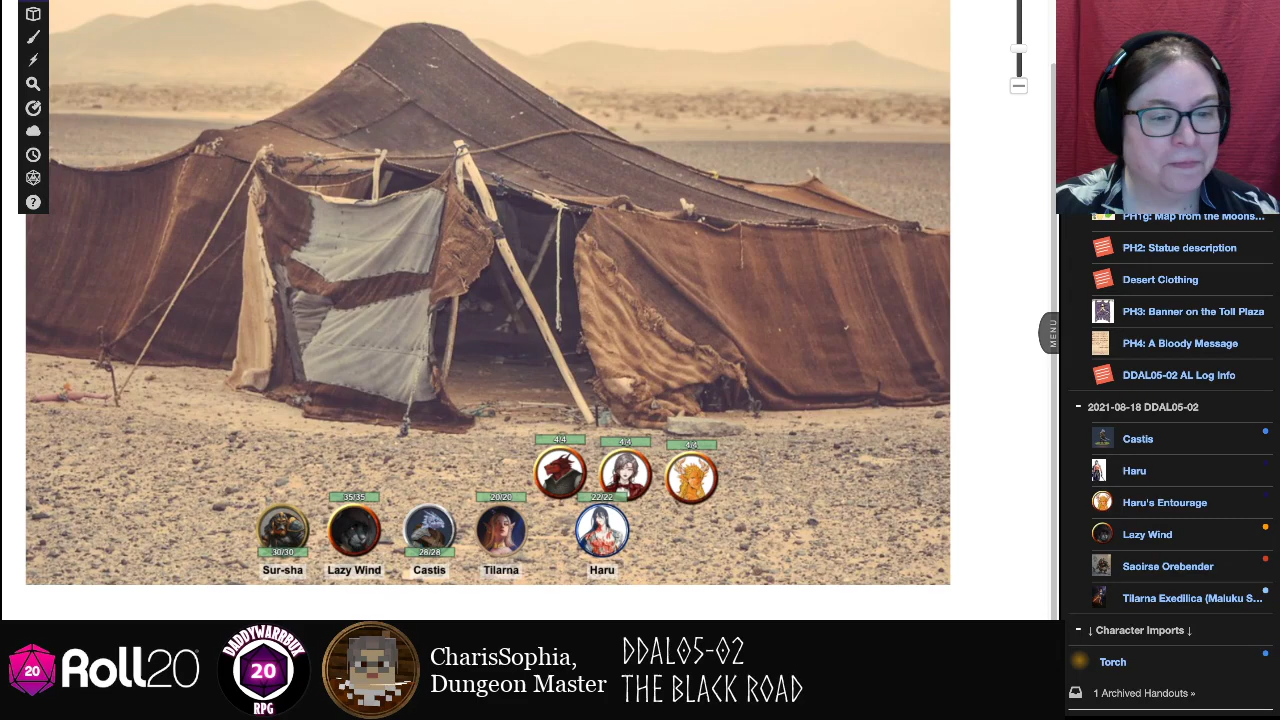 PH1g: Map from the Moons...
PH2: Statue description
Desert Clothing
PH3: Banner on the Toll Plaza
MENU
PH4: A Bloody Message
DDAL05-02 AL Log Info
2021-08-18 DDAL05-02
Castis
Haru
Haru's Entourage
Lazy Wind
Saoirse Orebender
Tilarna Exedilica (Maluku S...
↓ Character Imports ↓
Torch
1 Archived Handouts »
4/4
4/4
4/4
35/35
20/20
22/22
30/30
28/28
Sur-sha
Lazy Wind
Castis
Tilarna
Haru
20
Roll20
DADDYWARRBUX
20
RPG
CharisSophia,
Dungeon Master
DDAL05-02
THE BLACK ROAD